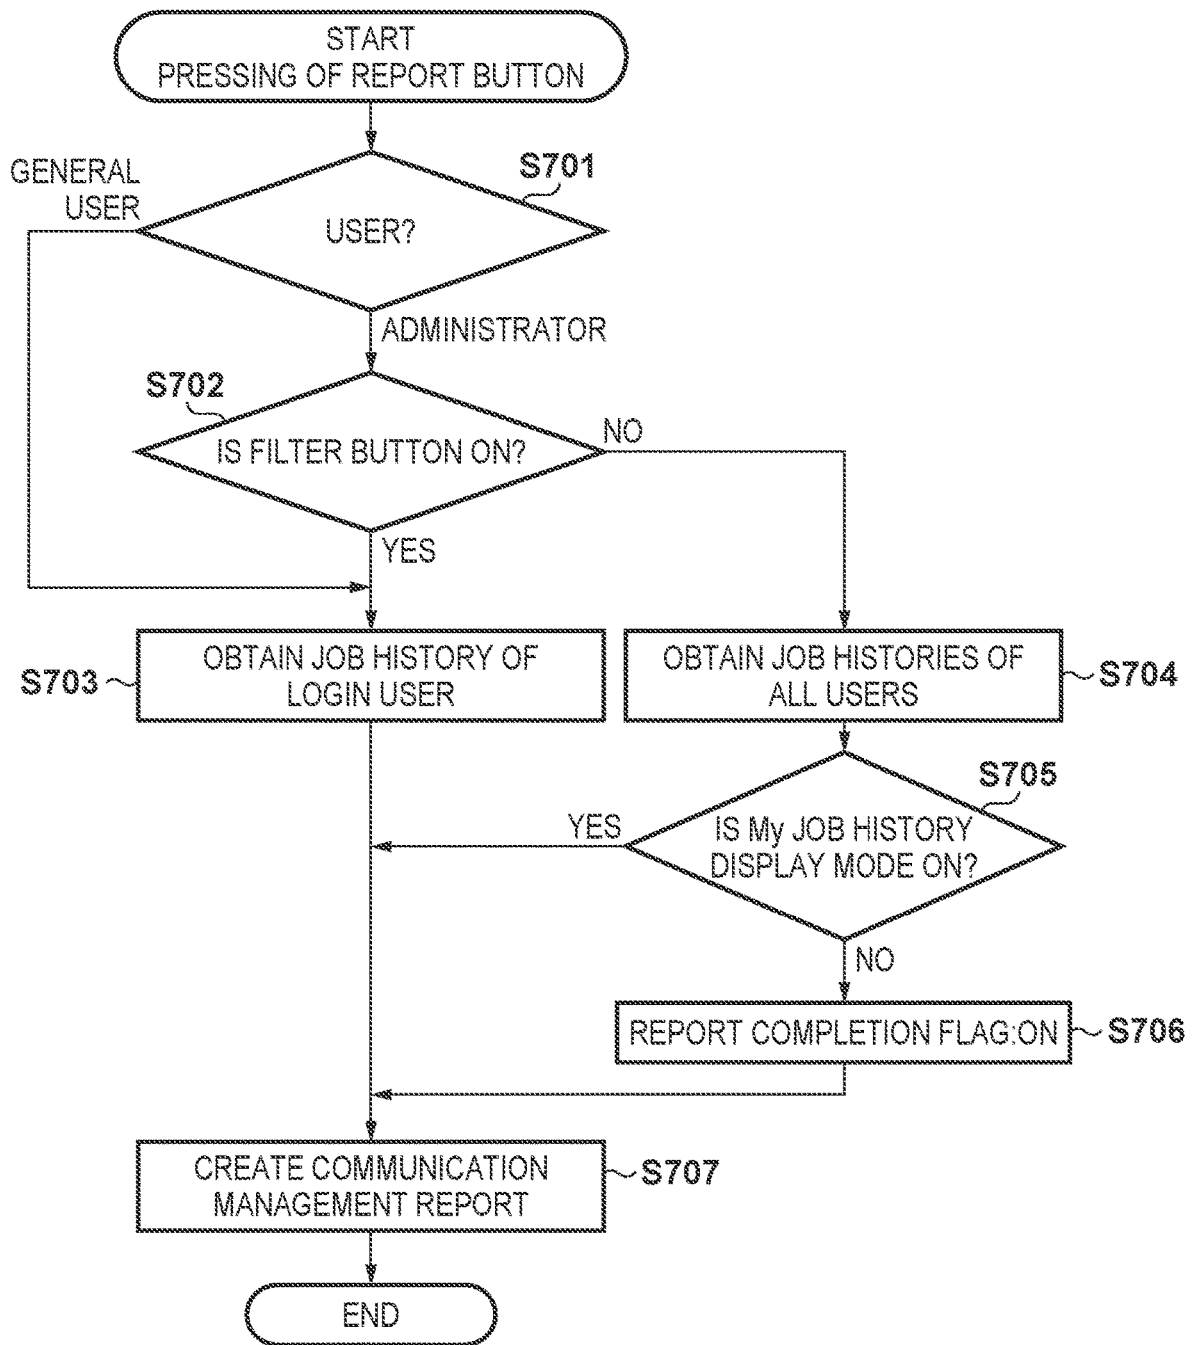 START
PRESSING OF REPORT BUTTON
S701
GENERAL
USER
USER?
ADMINISTRATOR
S702
IS FILTER BUTTON ON?
NO
YES
S703
OBTAIN JOB HISTORY OF
LOGIN USER
OBTAIN JOB HISTORIES OF
ALL USERS
S704
S705
YES
IS My JOB HISTORY
DISPLAY MODE ON?
NO
REPORT COMPLETION FLAG:ON
S706
CREATE COMMUNICATION
MANAGEMENT REPORT
S707
END